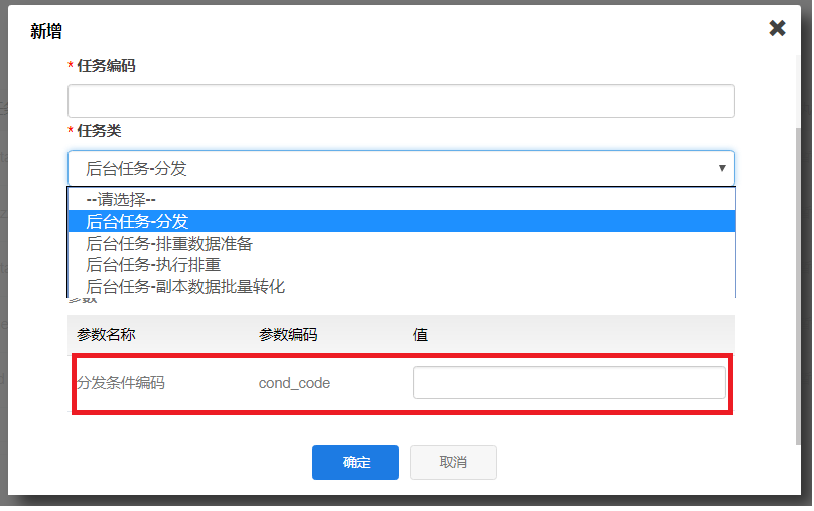 新增
✖
* 任务编码
* 任务类
后台任务-分发
--请选择--
后台任务-分发
后台任务-排重数据准备
后台任务-执行排重
后台任务-副本数据批量转化
参数
参数名称 参数编码 值
分发条件编码 cond_code
确定 取消